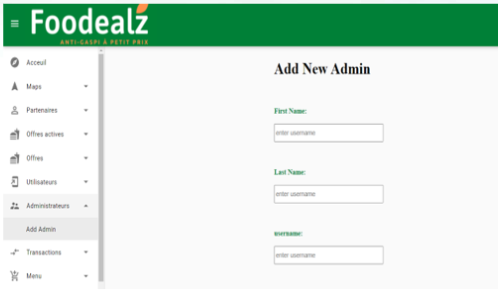 Foodealz
ANTI-GASPI À PETIT PRIX
Acceuil
Maps
Partenaires
Offres actives
Offres
Utilisateurs
Administrateurs
Add Admin
Transactions
Menu
Add New Admin
First Name:
enter username
Last Name:
enter username
username:
enter username